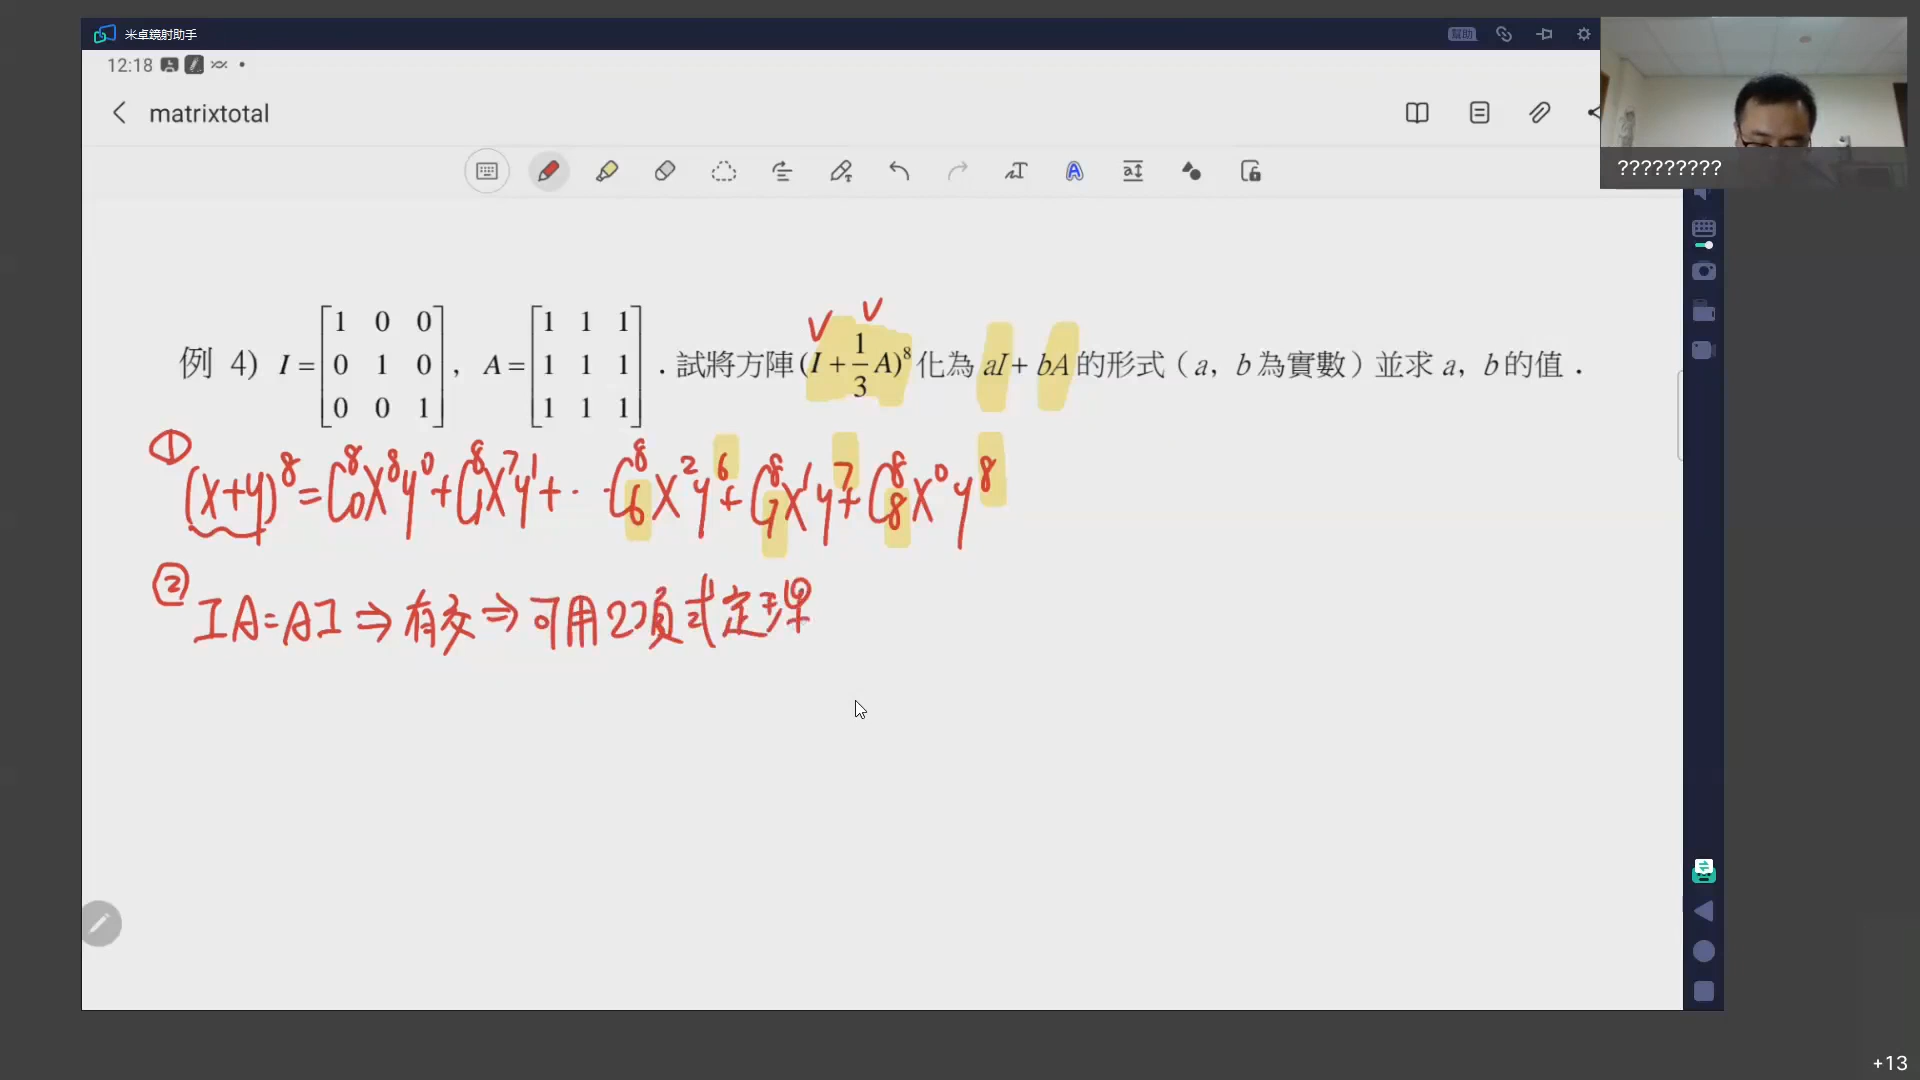 米卓鏡射助手
幫助
12:18
matrixtotal
?????????
例 4) I = [1 0 0; 0 1 0; 0 0 1], A = [1 1 1; 1 1 1; 1 1 1]. 試將方陣 (I + 1/3 A)^8 化為 aI + bA 的形式 (a, b 為實數) 並求 a, b 的值.
① (x+y)^8 = C^8_0 x^8 y^0 + C^8_1 x^7 y^1 + ‧‧‧ C^8_6 x^2 y^6 + C^8_7 x^1 y^7 + C^8_8 x^0 y^8
② IA = AI ⇒ 有交 ⇒ 可用2項式定理
+13